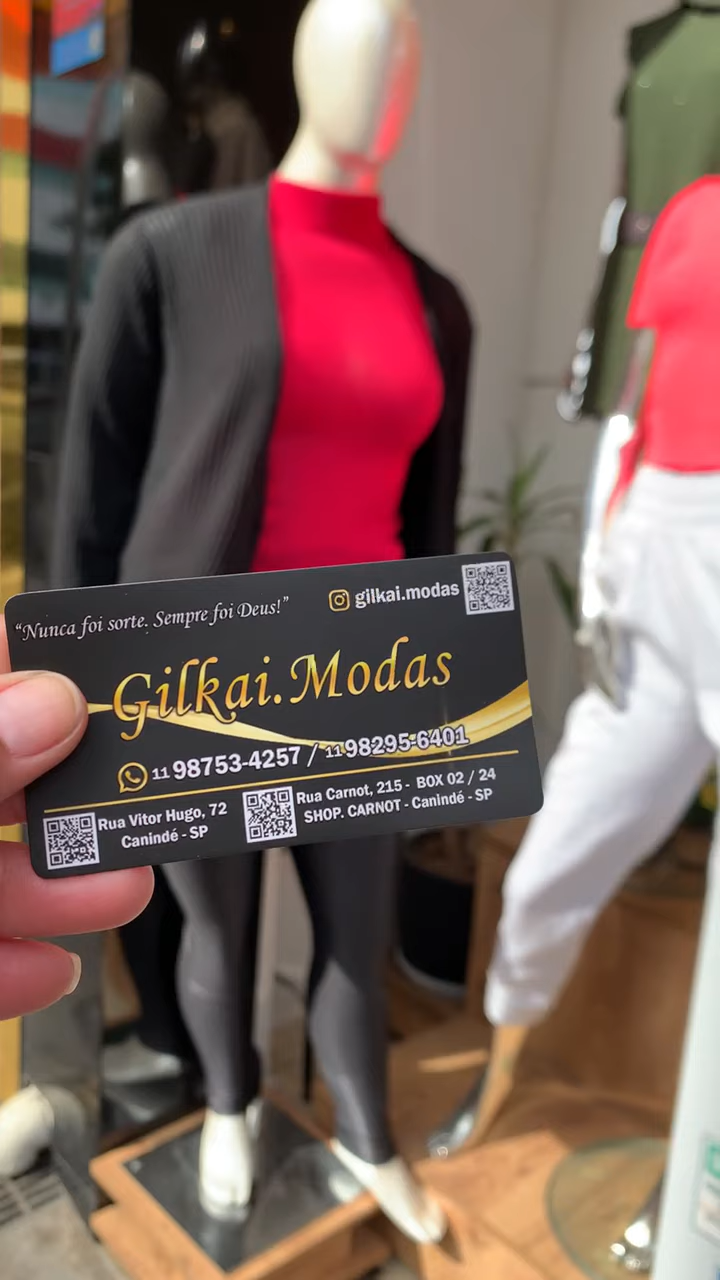 “Nunca foi sorte. Sempre foi Deus!”
gilkai.modas
Gilkai.Modas
11 98753-4257 / 11 98295-6401
Rua Vitor Hugo, 72
Canindé - SP
Rua Carnot, 215 - BOX 02 / 24
SHOP. CARNOT - Canindé - SP